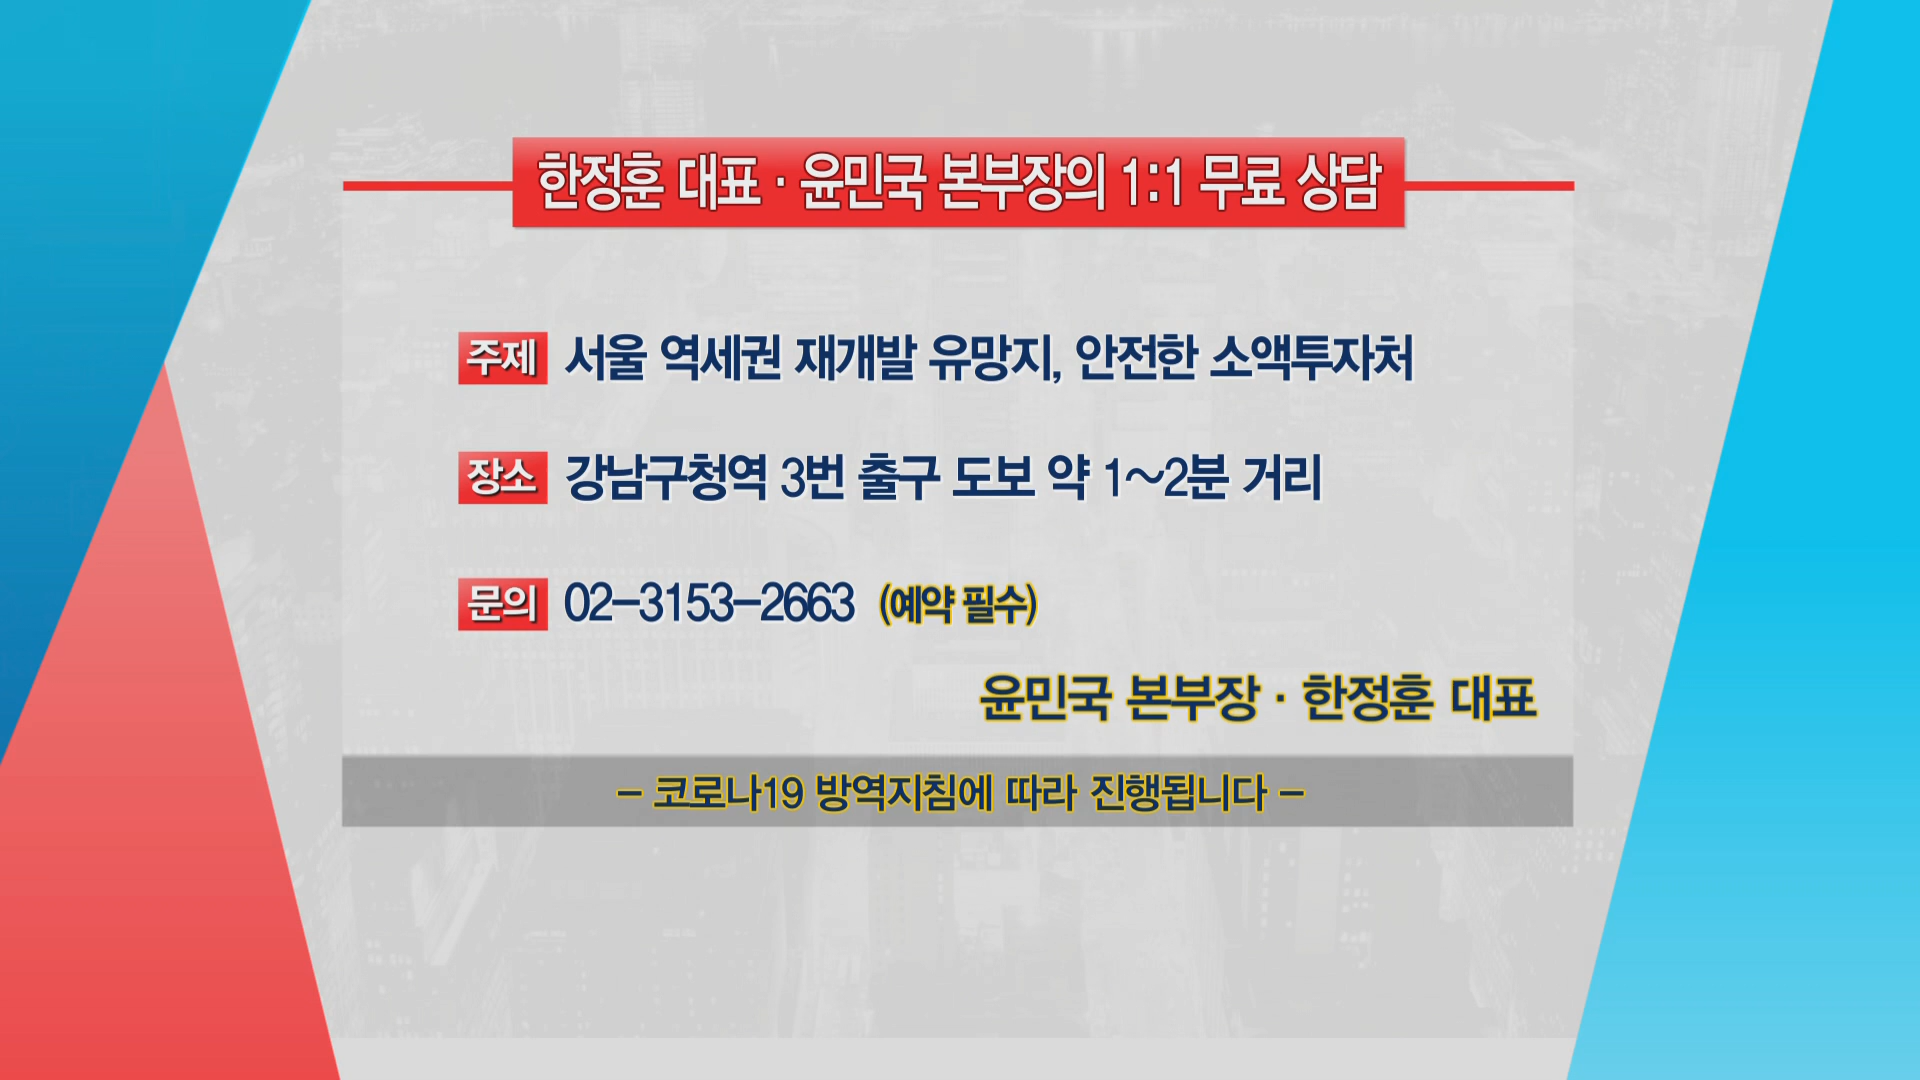 한정훈 대표 · 윤민국 본부장의 1:1 무료 상담
주제 서울 역세권 재개발 유망지, 안전한 소액투자처
장소 강남구청역 3번 출구 도보 약 1~2분 거리
문의 02-3153-2663 (예약 필수)
윤민국 본부장 · 한정훈 대표
- 코로나19 방역지침에 따라 진행됩니다 -